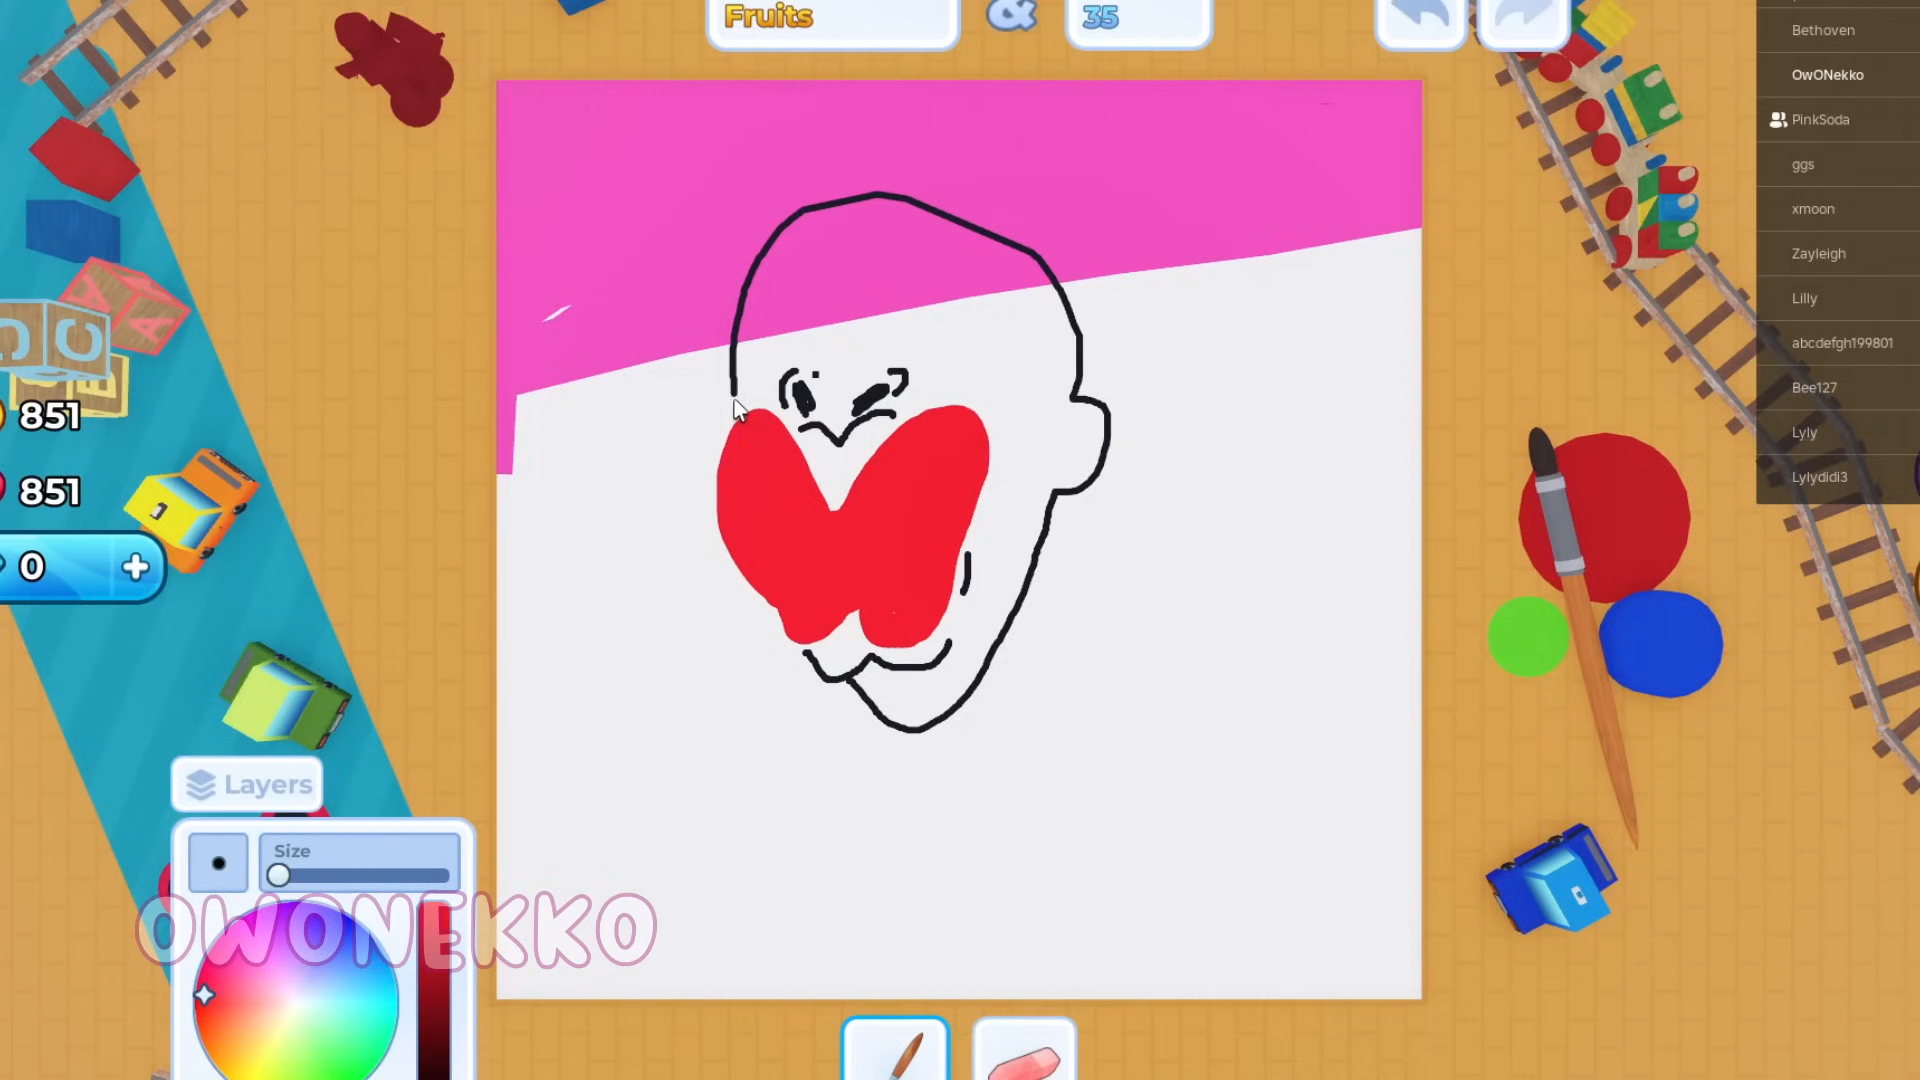 Fruits & 35
Bethoven
OwONekko
PinkSoda
ggs
xmoon
Zayleigh
Lilly
abcdefgh199801
Bee127
Lyly
Lylydidi3
A
A
O
O
B
851
851
1
0 +
Layers
Size
OWONEKKO